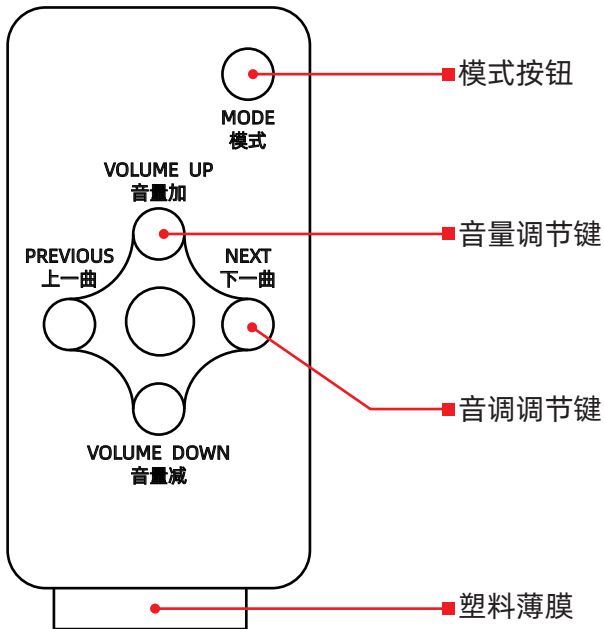 模式按钮
MODE
模式
VOLUME UP
音量加
音量调节键
PREVIOUS
上一曲
NEXT
下一曲
音调调节键
VOLUME DOWN
音量减
塑料薄膜